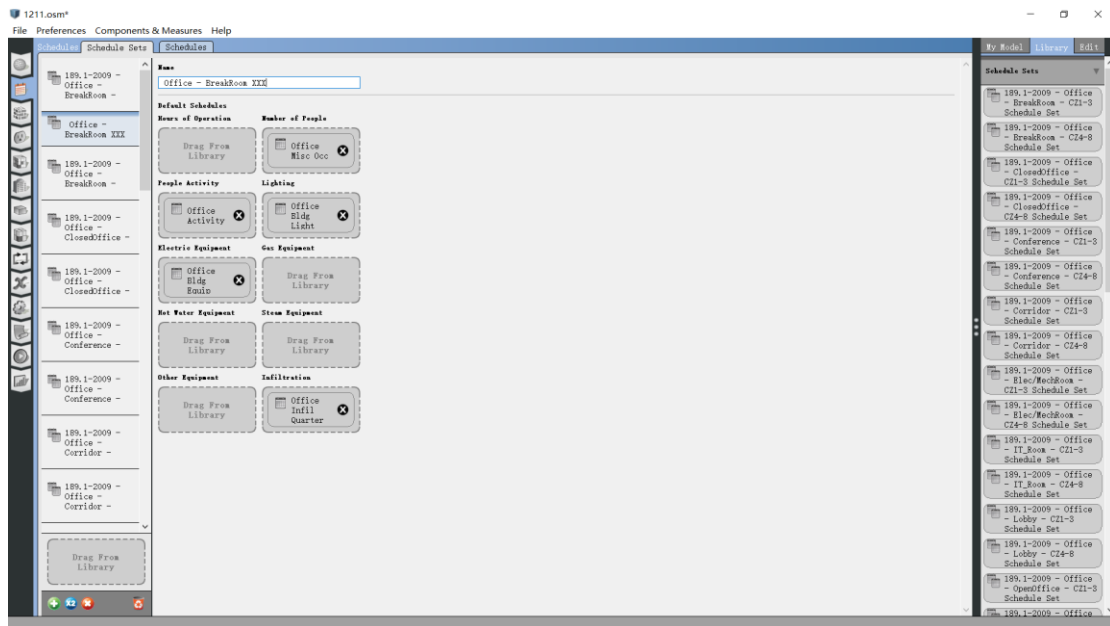 1211.osm*
File Preferences Components & Measures Help
Schedules Schedule Sets Schedules
My Model Library Edit
189.1-2009 -
Office -
BreakRoom -
Office -
BreakRoom XXX
189.1-2009 -
Office -
BreakRoom -
189.1-2009 -
Office -
ClosedOffice -
189.1-2009 -
Office -
ClosedOffice -
189.1-2009 -
Office -
Conference -
189.1-2009 -
Office -
Conference -
189.1-2009 -
Office -
Corridor -
189.1-2009 -
Office -
Corridor -
Drag From
Library
Name
Office - BreakRoom XXX
Default Schedules
Hours of Operation Number of People
Drag From
Library
Office
Misc Occ
People Activity Lighting
Office
Activity
Office
Bldg
Light
Electric Equipment Gas Equipment
Office
Bldg
Equip
Drag From
Library
Hot Water Equipment Steam Equipment
Drag From
Library
Drag From
Library
Other Equipment Infiltration
Drag From
Library
Office
Infil
Quarter
Schedule Sets
189.1-2009 - Office
- BreakRoom - CZ1-3
Schedule Set
189.1-2009 - Office
- BreakRoom - CZ4-8
Schedule Set
189.1-2009 - Office
- ClosedOffice -
CZ1-3 Schedule Set
189.1-2009 - Office
- ClosedOffice -
CZ4-8 Schedule Set
189.1-2009 - Office
- Conference - CZ1-3
Schedule Set
189.1-2009 - Office
- Conference - CZ4-8
Schedule Set
189.1-2009 - Office
- Corridor - CZ1-3
Schedule Set
189.1-2009 - Office
- Corridor - CZ4-8
Schedule Set
189.1-2009 - Office
- Elec/MechRoom -
CZ1-3 Schedule Set
189.1-2009 - Office
- Elec/MechRoom -
CZ4-8 Schedule Set
189.1-2009 - Office
- IT_Room - CZ1-3
Schedule Set
189.1-2009 - Office
- IT_Room - CZ4-8
Schedule Set
189.1-2009 - Office
- Lobby - CZ1-3
Schedule Set
189.1-2009 - Office
- Lobby - CZ4-8
Schedule Set
189.1-2009 - Office
- OpenOffice - CZ1-3
Schedule Set
189.1-2009 - Office